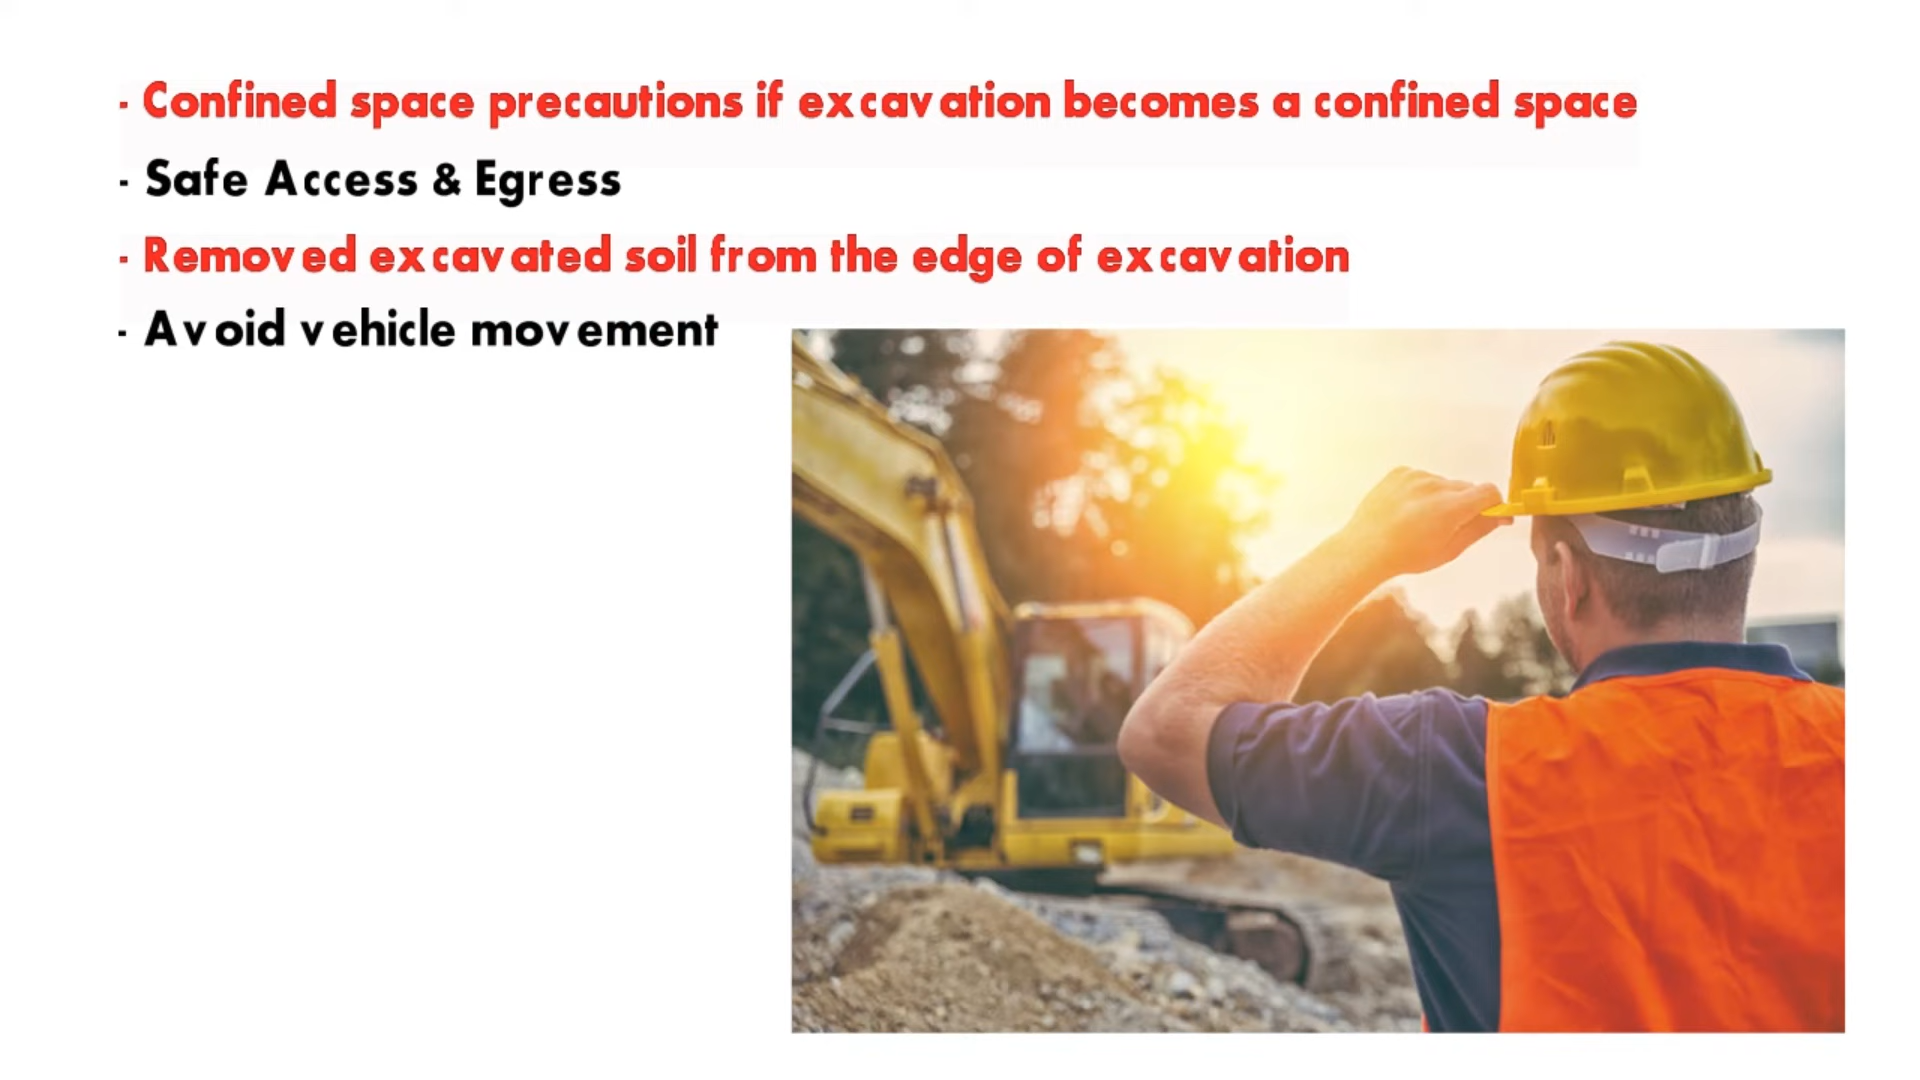 - Confined space precautions if excavation becomes a confined space
- Safe Access & Egress
- Removed excavated soil from the edge of excavation
- Avoid vehicle movement